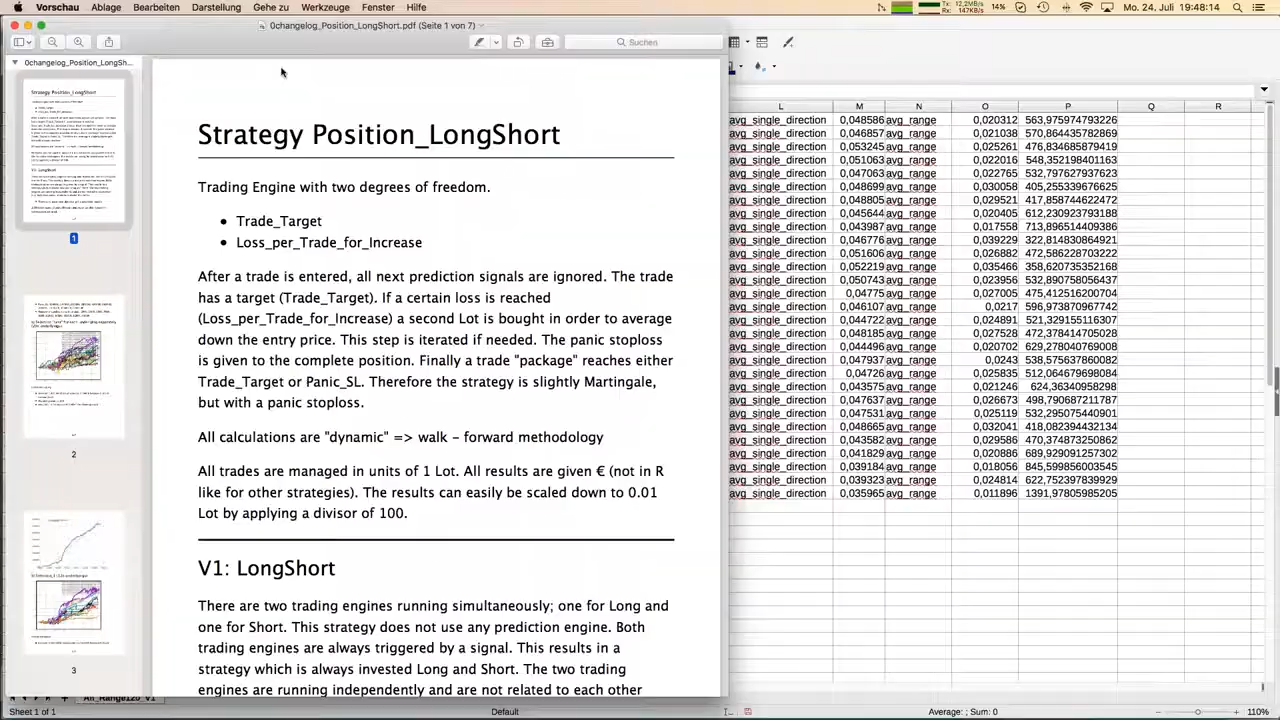 Vorschau Ablage Bearbeiten Darstellung Gehe zu Werkzeuge Fenster Hilfe
Tx: 12,2MB/s
Rx: 147KB/s
14% Mo. 24. Juli 19:48:14
0changelog_Position_LongShort.pdf (Seite 1 von 7)
Suchen
0changelog_Position_LongSh...
1
2
3
Strategy Position_LongShort
Trading Engine with two degrees of freedom:
• Trade_Target
• Loss_per_Trade_for_Increase
After a trade is entered, all next prediction signals are ignored. The trade
has a target (Trade_Target). If a certain loss is reached
(Loss_per_Trade_for_Increase) a second Lot is bought in order to average
down the entry price. This step is iterated if needed. The panic stoploss
is given to the complete position. Finally a trade "package" reaches either
Trade_Target or Panic_SL. Therefore the strategy is slightly Martingale,
but with a panic stoploss.
All calculations are "dynamic" => walk - forward methodology
All trades are managed in units of 1 Lot. All results are given € (not in R
like for other strategies). The results can easily be scaled down to 0.01
Lot by applying a divisor of 100.
V1: LongShort
There are two trading engines running simultaneously; one for Long and
one for Short. This strategy does not use any prediction engine. Both
trading engines are always triggered by a signal. This results in a
strategy which is always invested Long and Short. The two trading
engines are running independently and are not related to each other
L M N O P Q R
avg_single_direction 0,048586 avg_range 0,020312 563,975974793226
avg_single_direction 0,046857 avg_range 0,021038 570,864435762869
avg_single_direction 0,053245 avg_range 0,025261 476,834685879419
avg_single_direction 0,051063 avg_range 0,022016 548,352198401163
avg_single_direction 0,047063 avg_range 0,022765 532,797627937623
avg_single_direction 0,048699 avg_range 0,030058 405,255339676625
avg_single_direction 0,048805 avg_range 0,029521 417,858744622472
avg_single_direction 0,045644 avg_range 0,020405 612,230923793188
avg_single_direction 0,043987 avg_range 0,017558 713,896514409386
avg_single_direction 0,046776 avg_range 0,039229 322,814830864921
avg_single_direction 0,051606 avg_range 0,026882 472,586228703222
avg_single_direction 0,052219 avg_range 0,035466 358,620735352168
avg_single_direction 0,050743 avg_range 0,023956 532,890758056437
avg_single_direction 0,04775 avg_range 0,027005 475,412516200711
avg_single_direction 0,046107 avg_range 0,0217 596,973870967742
avg_single_direction 0,044722 avg_range 0,024891 521,329155116307
avg_single_direction 0,048185 avg_range 0,027528 472,378414705028
avg_single_direction 0,044496 avg_range 0,020702 629,278040769008
avg_single_direction 0,047937 avg_range 0,0243 538,575637860082
avg_single_direction 0,04726 avg_range 0,025835 512,064679698084
avg_single_direction 0,043575 avg_range 0,021246 624,36340958298
avg_single_direction 0,047637 avg_range 0,026673 498,790687211787
avg_single_direction 0,047531 avg_range 0,025119 532,295075440901
avg_single_direction 0,048665 avg_range 0,032041 418,082394432134
avg_single_direction 0,043582 avg_range 0,029586 470,374873250862
avg_single_direction 0,041829 avg_range 0,020886 689,929091257302
avg_single_direction 0,039184 avg_range 0,018056 845,599856003545
avg_single_direction 0,039323 avg_range 0,024814 622,752397839929
avg_single_direction 0,035965 avg_range 0,011896 1391,97805985205
All_Range120_V1
Sheet 1 of 1 Default Average: ; Sum: 0 110%